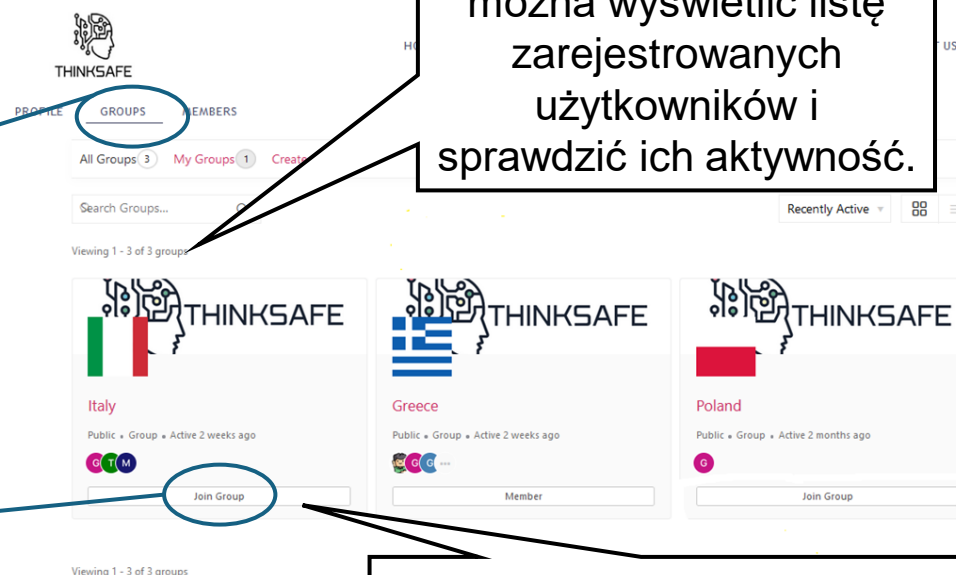 można wyświetlić listę
zarejestrowanych
użytkowników i
sprawdzić ich aktywność.
THINKSAFE
US
PROFILE GROUPS MEMBERS
All Groups 3 My Groups 1 Create
Search Groups...
Recently Active
Viewing 1 - 3 of 3 groups
THINKSAFE THINKSAFE THINKSAFE
Italy Greece Poland
Public • Group • Active 2 weeks ago Public • Group • Active 2 weeks ago Public • Group • Active 2 months ago
G T M G G ... G
Join Group Member Join Group
Viewing 1 - 3 of 3 groups